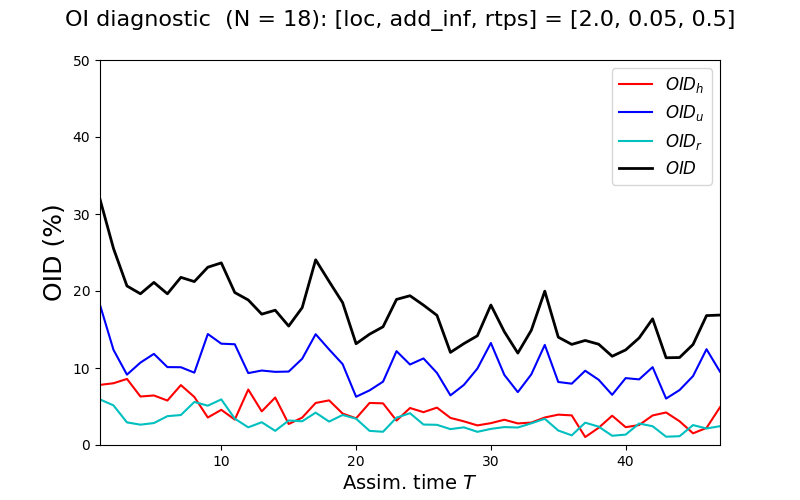 OI diagnostic  (N = 18): [loc, add_inf, rtps] = [2.0, 0.05, 0.5]
50
40
30
20
10
0
OID (%)
OID_h
OID_u
OID_r
OID
10
20
30
40
Assim. time T